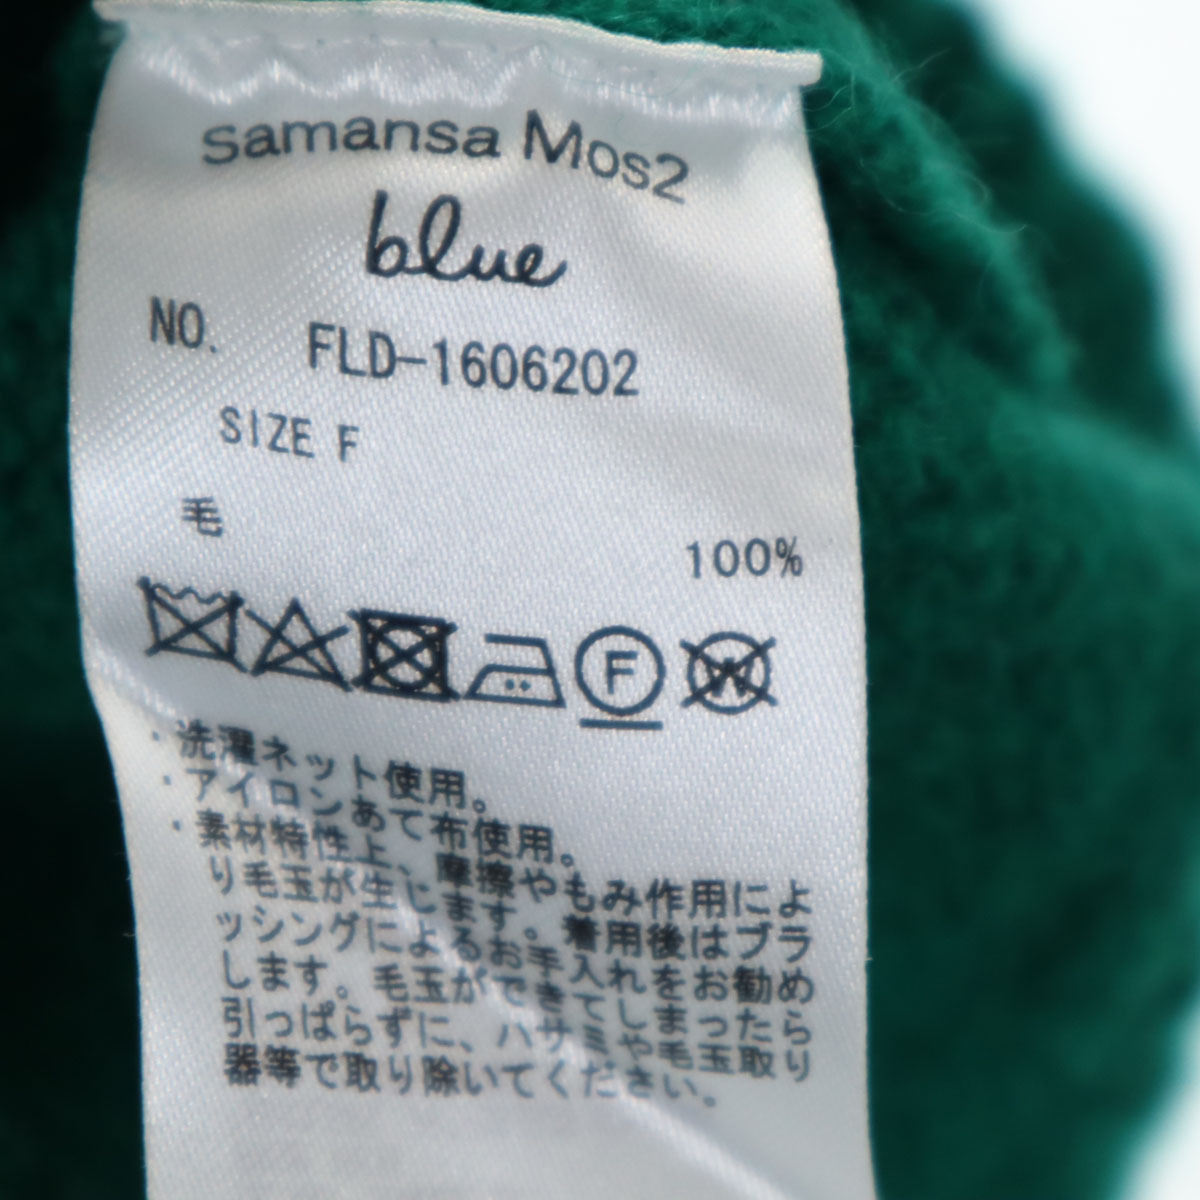 samansa Mos2
blue
NO. FLD-1606202
SIZE F
毛 100%
F W
・洗濯ネット使用。
・アイロンあて布使用。
・素材特性上、摩擦やもみ作用によ
り毛玉が生じます。着用後はブラ
ッシングによるお手入れをお勧め
します。毛玉ができてしまったら
引っぱらずに、ハサミや毛玉取り
器等で取り除いてください。